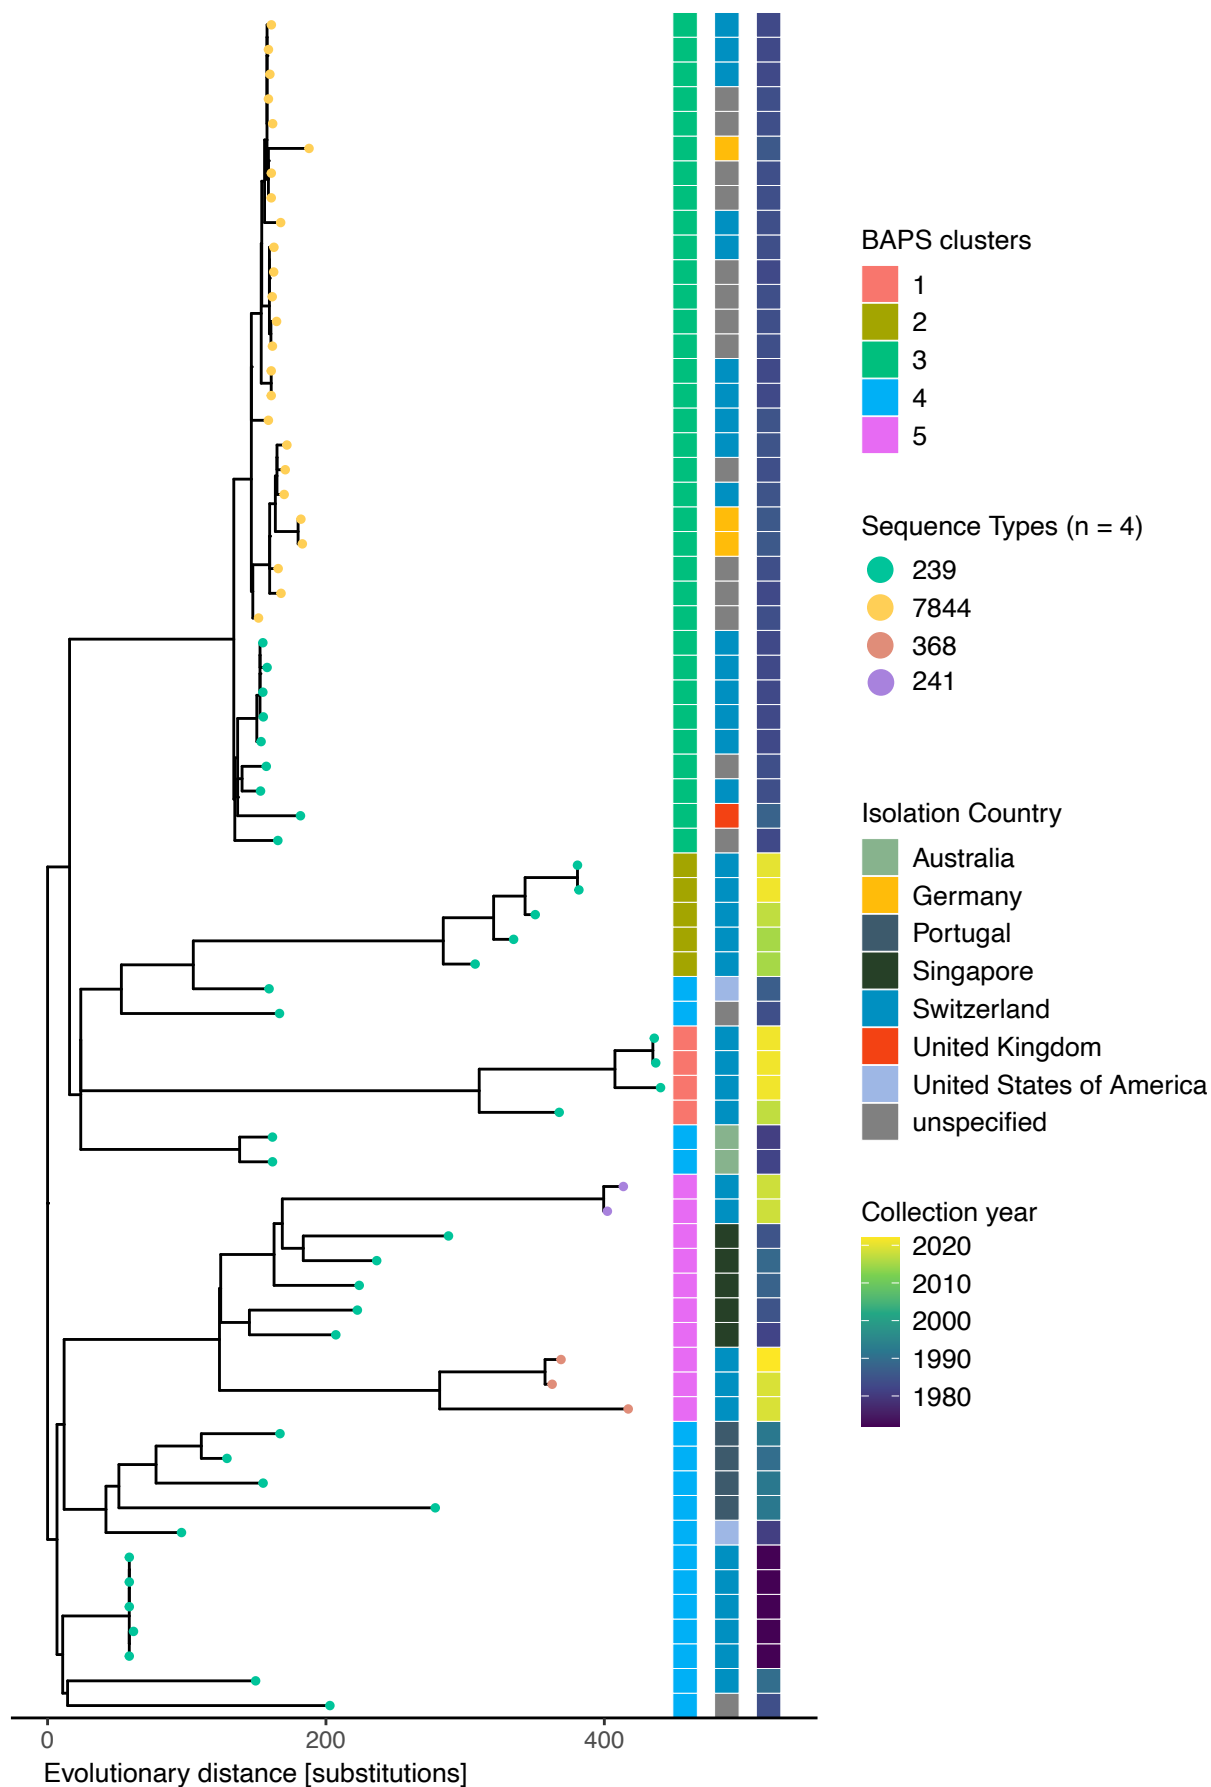 BAPS clusters
1
2
3
4
5
Sequence Types (n = 4)
239
7844
368
241
Isolation Country
Australia
Germany
Portugal
Singapore
Switzerland
United Kingdom
United States of America
unspecified
Collection year
2020
2010
2000
1990
1980
0 200 400
Evolutionary distance [substitutions]